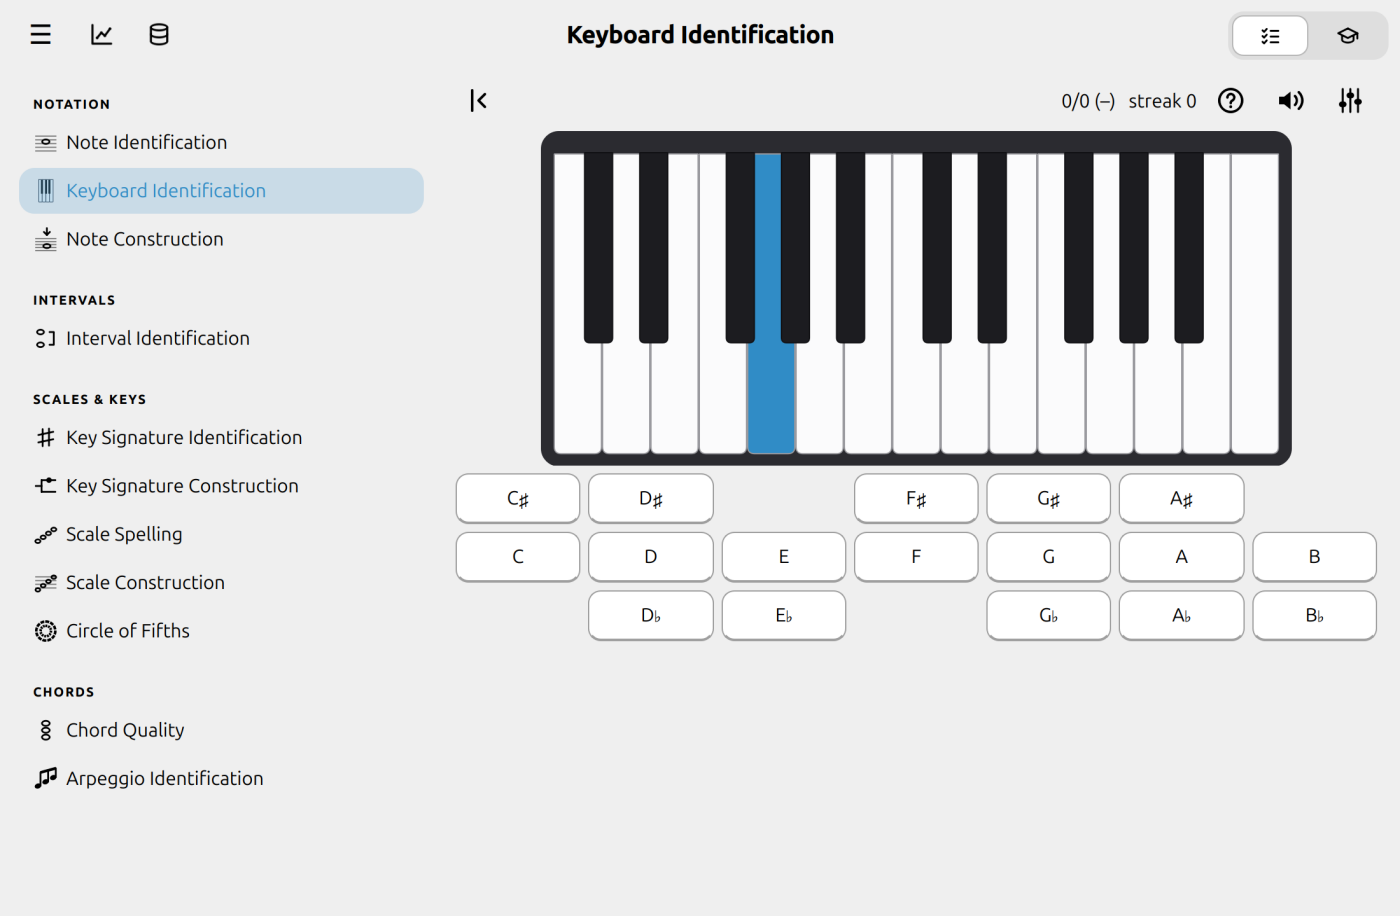 Keyboard Identification
NOTATION
Note Identification
Keyboard Identification
Note Construction
INTERVALS
Interval Identification
SCALES & KEYS
Key Signature Identification
Key Signature Construction
Scale Spelling
Scale Construction
Circle of Fifths
CHORDS
Chord Quality
Arpeggio Identification
0/0 (–) streak 0
C♯ D♯ F♯ G♯ A♯
C D E F G A B
D♭ E♭ G♭ A♭ B♭